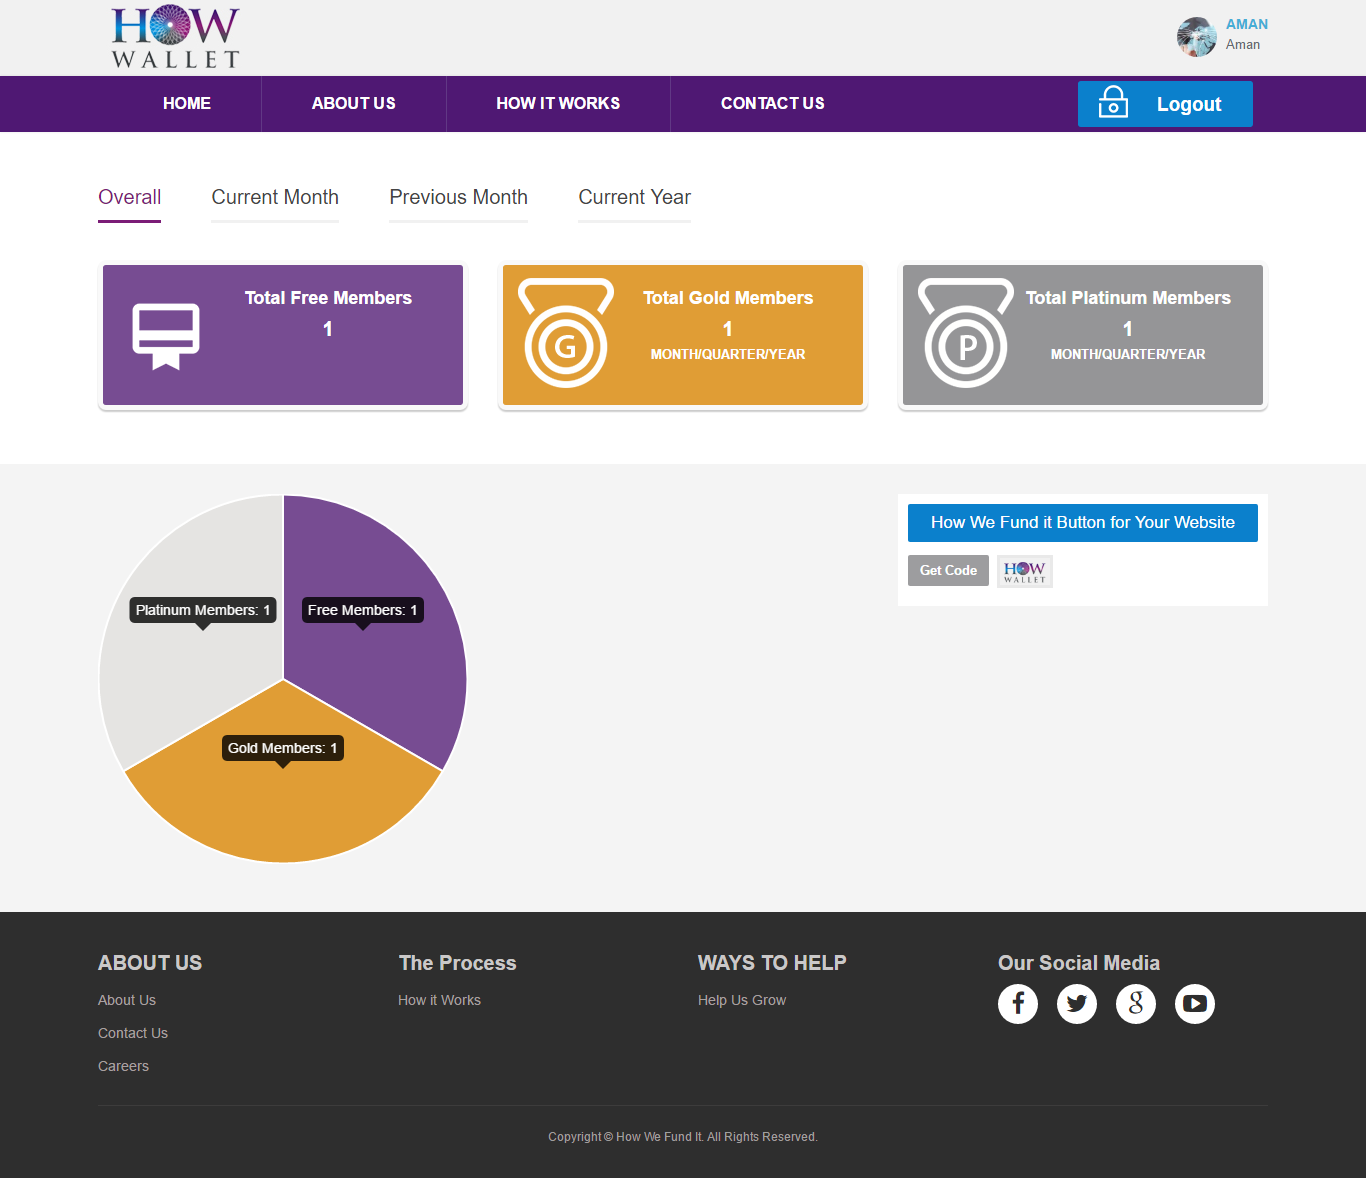 HOW
WALLET
AMAN
Aman
HOME
ABOUT US
HOW IT WORKS
CONTACT US
Logout
Overall
Current Month
Previous Month
Current Year
Total Free Members
1
Total Gold Members
1
MONTH/QUARTER/YEAR
G
Total Platinum Members
1
MONTH/QUARTER/YEAR
P
Platinum Members: 1
Free Members: 1
Gold Members: 1
How We Fund it Button for Your Website
Get Code
HOW
WALLET
ABOUT US
About Us
Contact Us
Careers
The Process
How it Works
WAYS TO HELP
Help Us Grow
Our Social Media
Copyright © How We Fund It. All Rights Reserved.